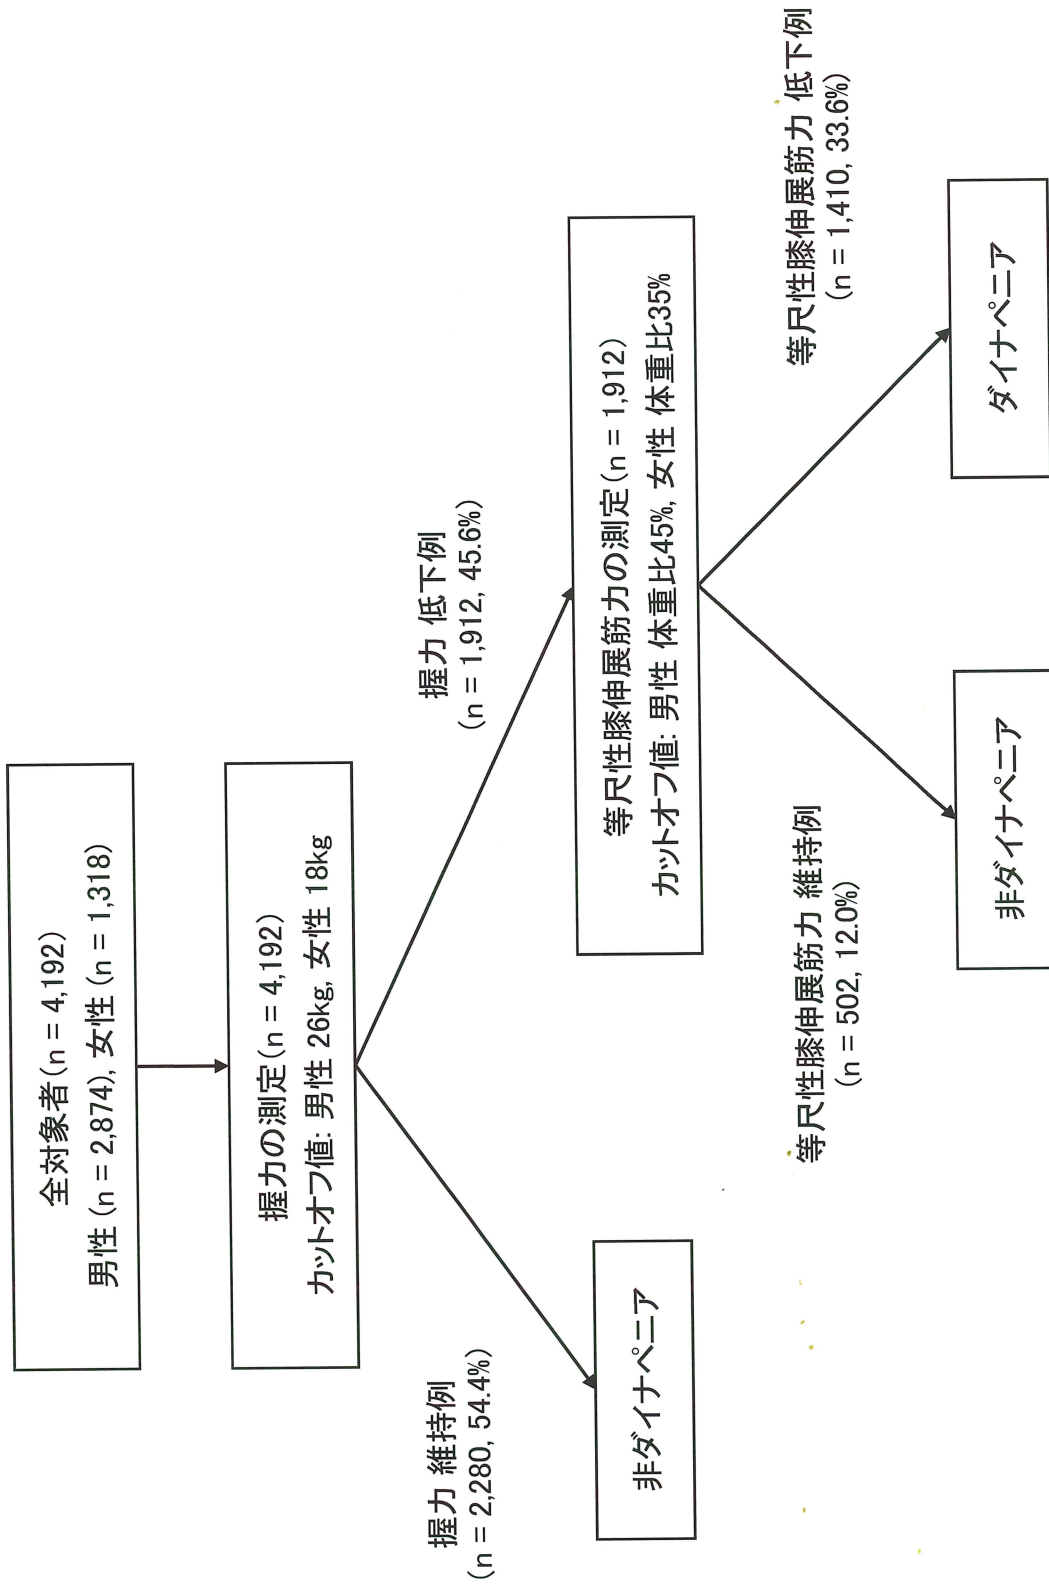 全対象者(n = 4,192)
男性 (n = 2,874), 女性 (n = 1,318)
握力の測定(n = 4,192)
カットオフ値: 男性 26kg, 女性 18kg
握力 維持例
(n = 2,280, 54.4%)
握力 低下例
(n = 1,912, 45.6%)
非ダイナペニア
等尺性膝伸展筋力の測定(n = 1,912)
カットオフ値: 男性 体重比45%, 女性 体重比35%
等尺性膝伸展筋力 維持例
(n = 502, 12.0%)
等尺性膝伸展筋力 低下例
(n = 1,410, 33.6%)
非ダイナペニア
ダイナペニア